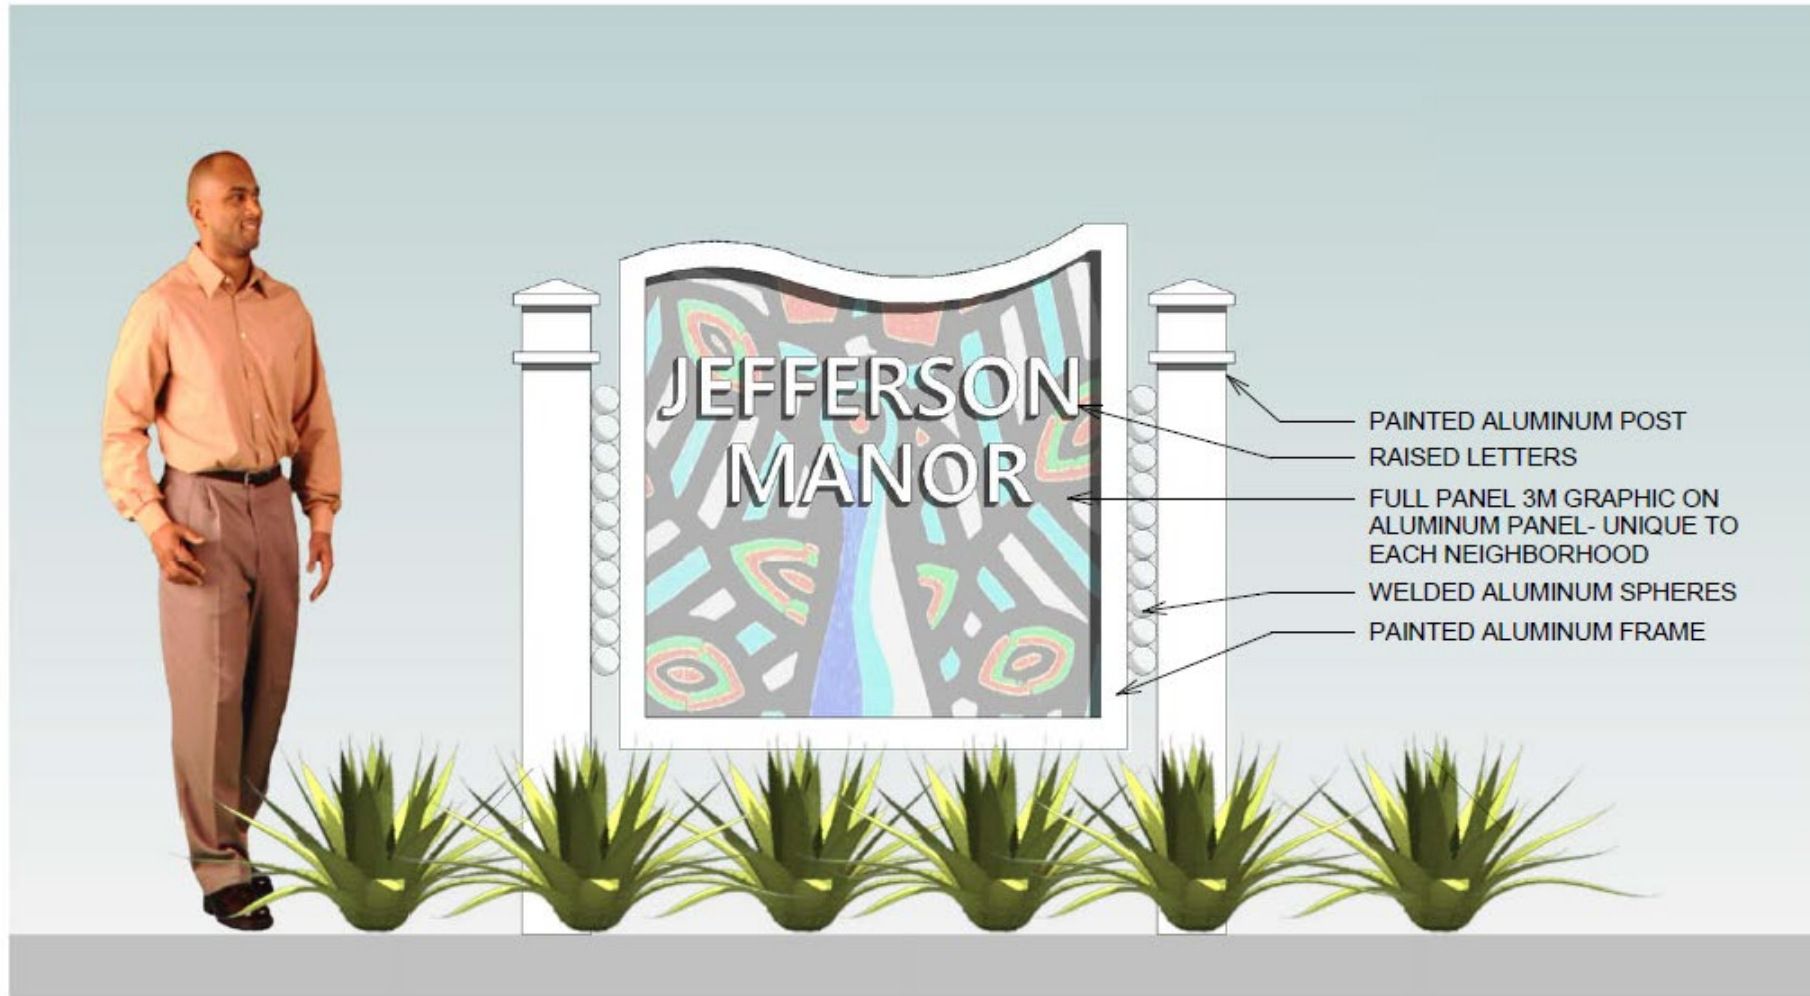 JEFFERSON
MANOR
PAINTED ALUMINUM POST
RAISED LETTERS
FULL PANEL 3M GRAPHIC ON
ALUMINUM PANEL- UNIQUE TO
EACH NEIGHBORHOOD
WELDED ALUMINUM SPHERES
PAINTED ALUMINUM FRAME